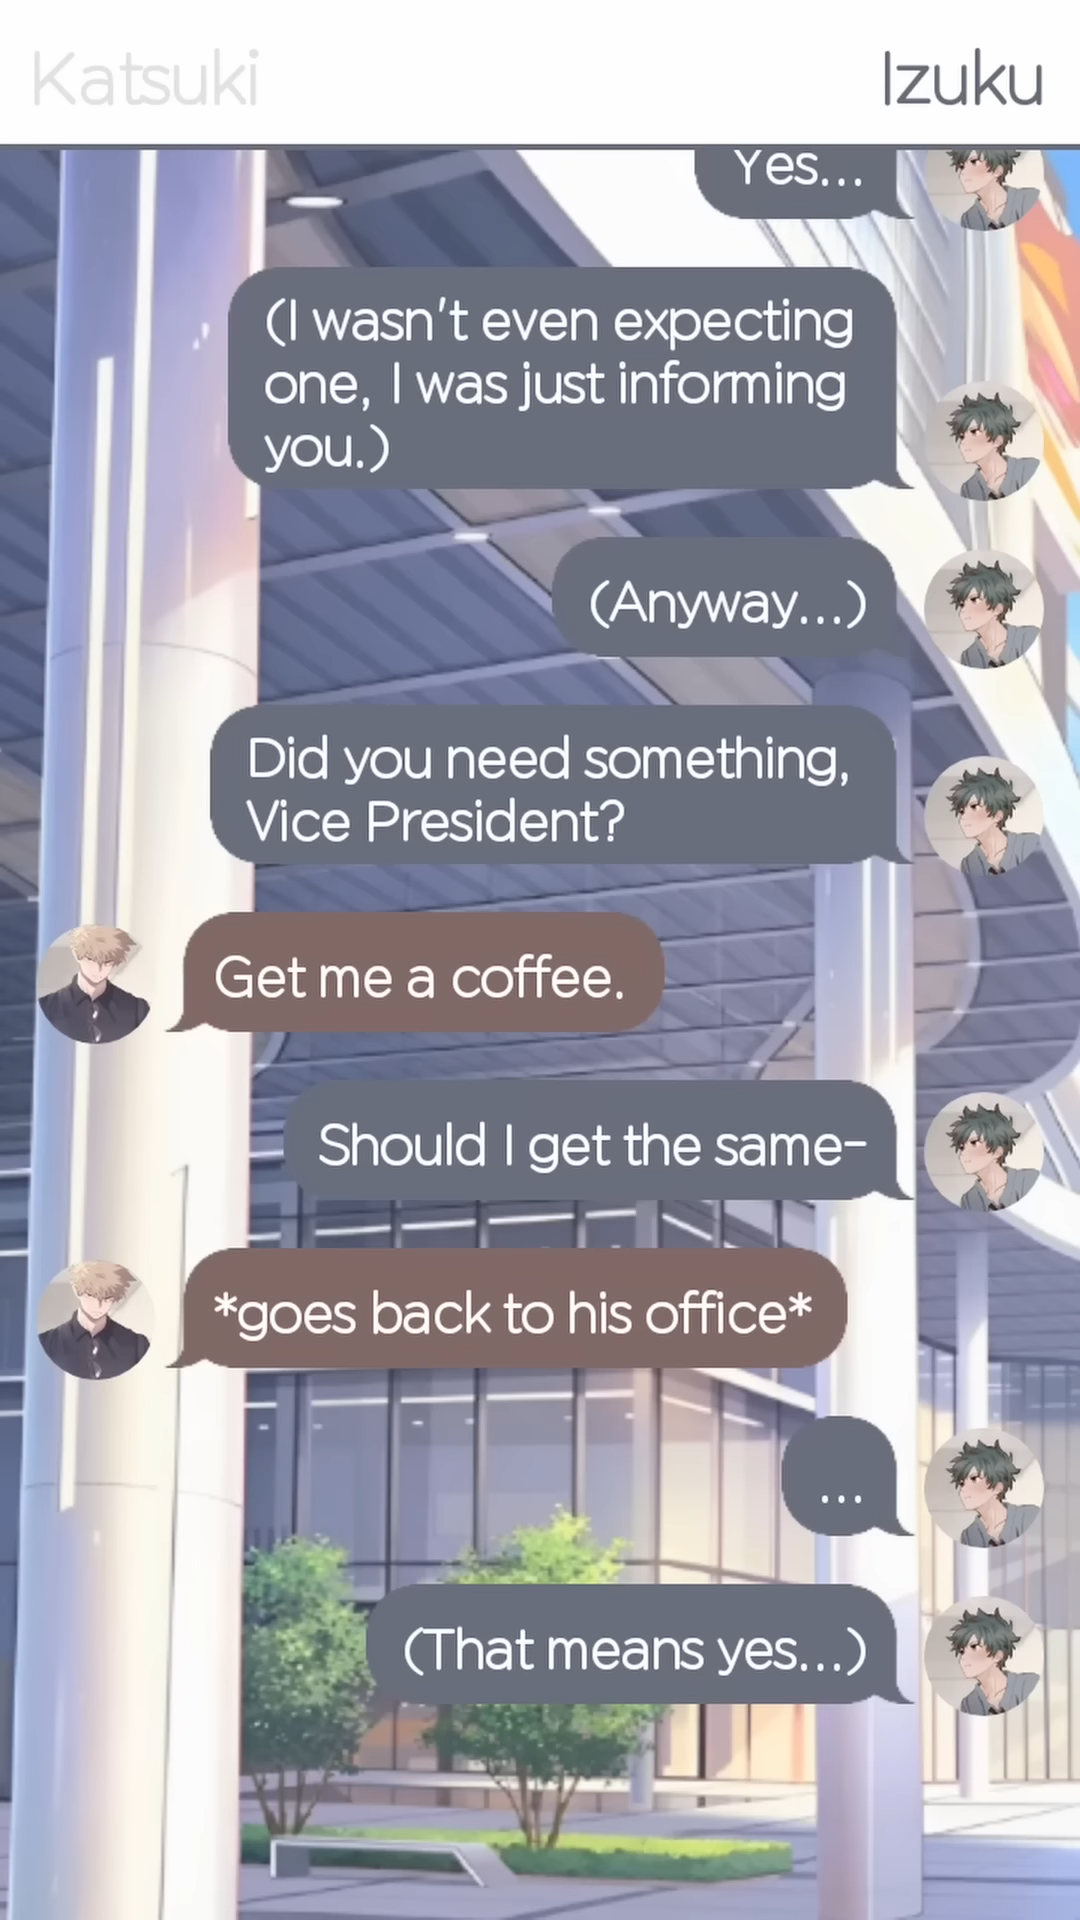 Katsuki
Izuku
Yes...
(I wasn't even expecting
one, I was just informing
you.)
(Anyway...)
Did you need something,
Vice President?
Get me a coffee.
Should I get the same-
*goes back to his office*
...
(That means yes...)